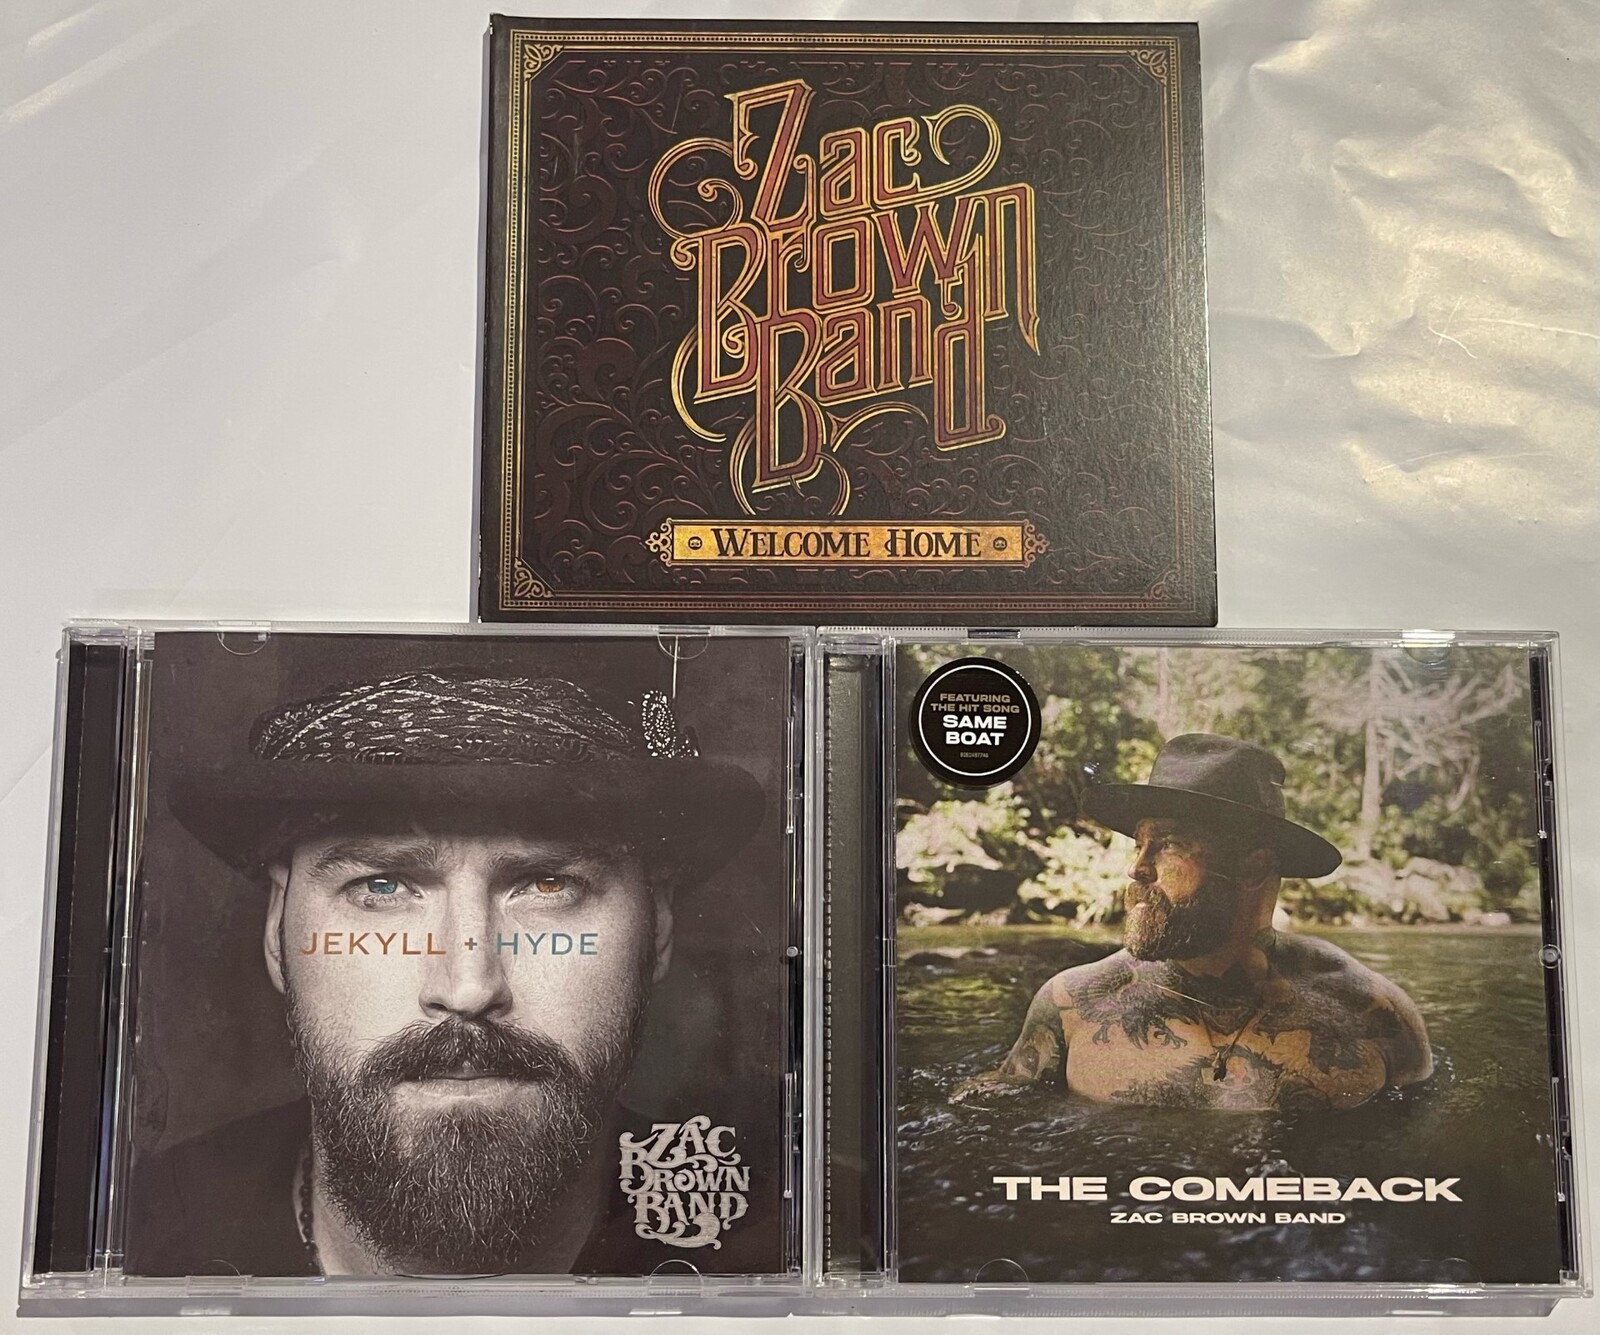 Zac
Brown
Band
WELCOME HOME
JEKYLL + HYDE
ZAC
BROWN
BAND
FEATURING
THE HIT SONG
SAME
BOAT
THE COMEBACK
ZAC BROWN BAND